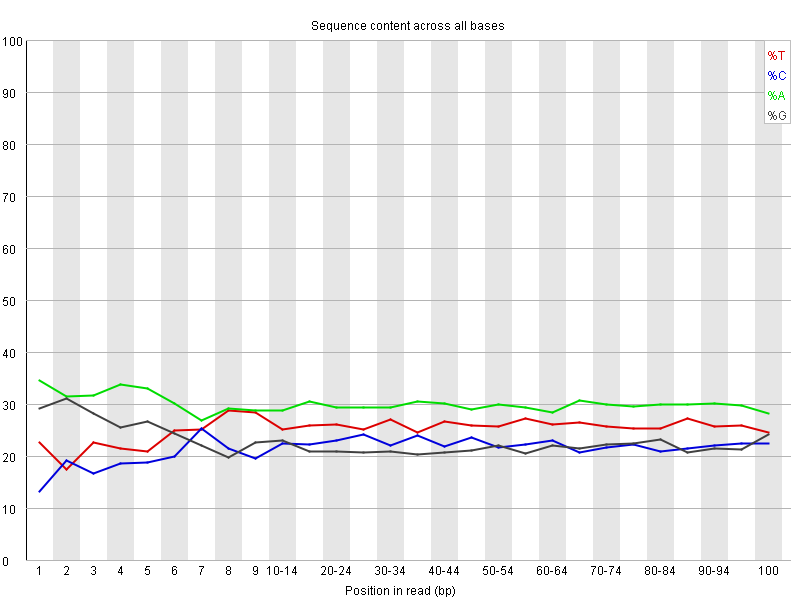 Sequence content across all bases
100
90
80
70
60
50
40
30
20
10
0
%T
%C
%A
%G
1 2 3 4 5 6 7 8 9 10-14 20-24 30-34 40-44 50-54 60-64 70-74 80-84 90-94 100
Position in read (bp)